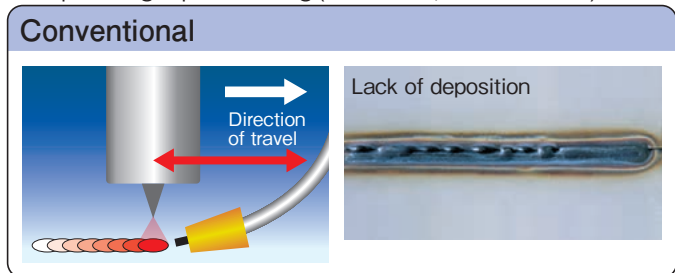 Conventional
Direction
of travel
Lack of deposition